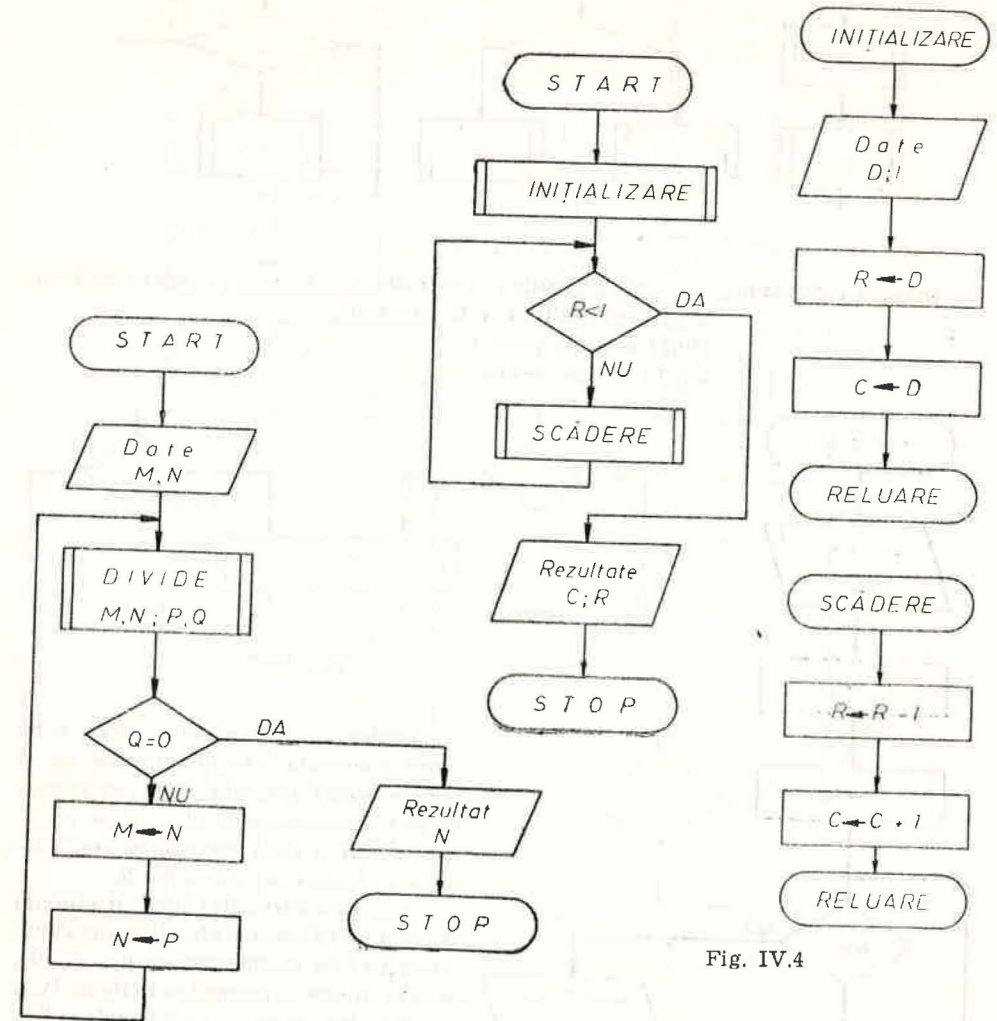 START
Date
M,N
DIVIDE
M,N; P,Q
Q=0
DA
NU
M←N
N←P
Rezultat
N
STOP
START
INIȚIALIZARE
R<I
DA
NU
SCĂDERE
Rezultate
C;R
STOP
INITIALIZARE
Date
D;I
R←D
C←D
RELUARE
SCĂDERE
R←R-I
C←C+1
RELUARE
Fig. IV.4